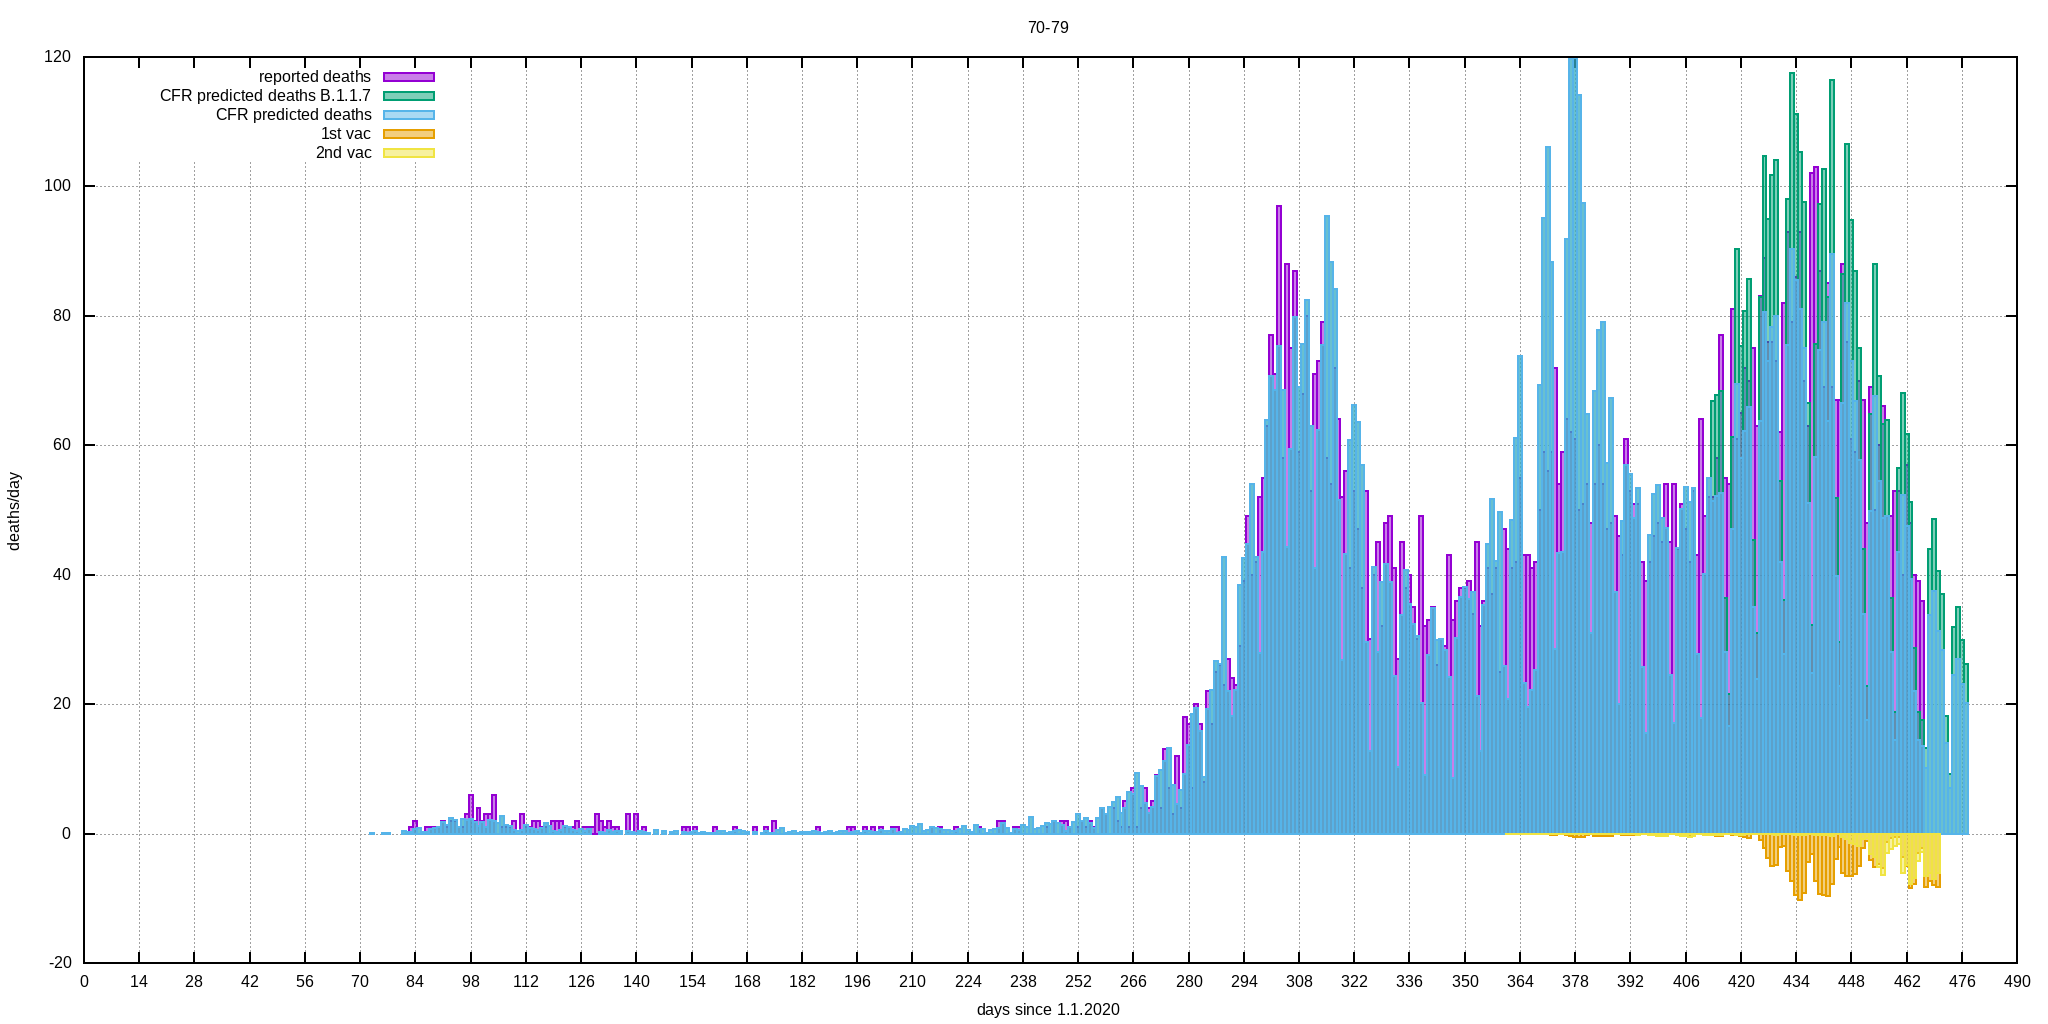 70-79
reported deaths
CFR predicted deaths B.1.1.7
CFR predicted deaths
1st vac
2nd vac
120
100
80
60
40
20
0
-20
deaths/day
0 14 28 42 56 70 84 98 112 126 140 154 168 182 196 210 224 238 252 266 280 294 308 322 336 350 364 378 392 406 420 434 448 462 476 490
days since 1.1.2020